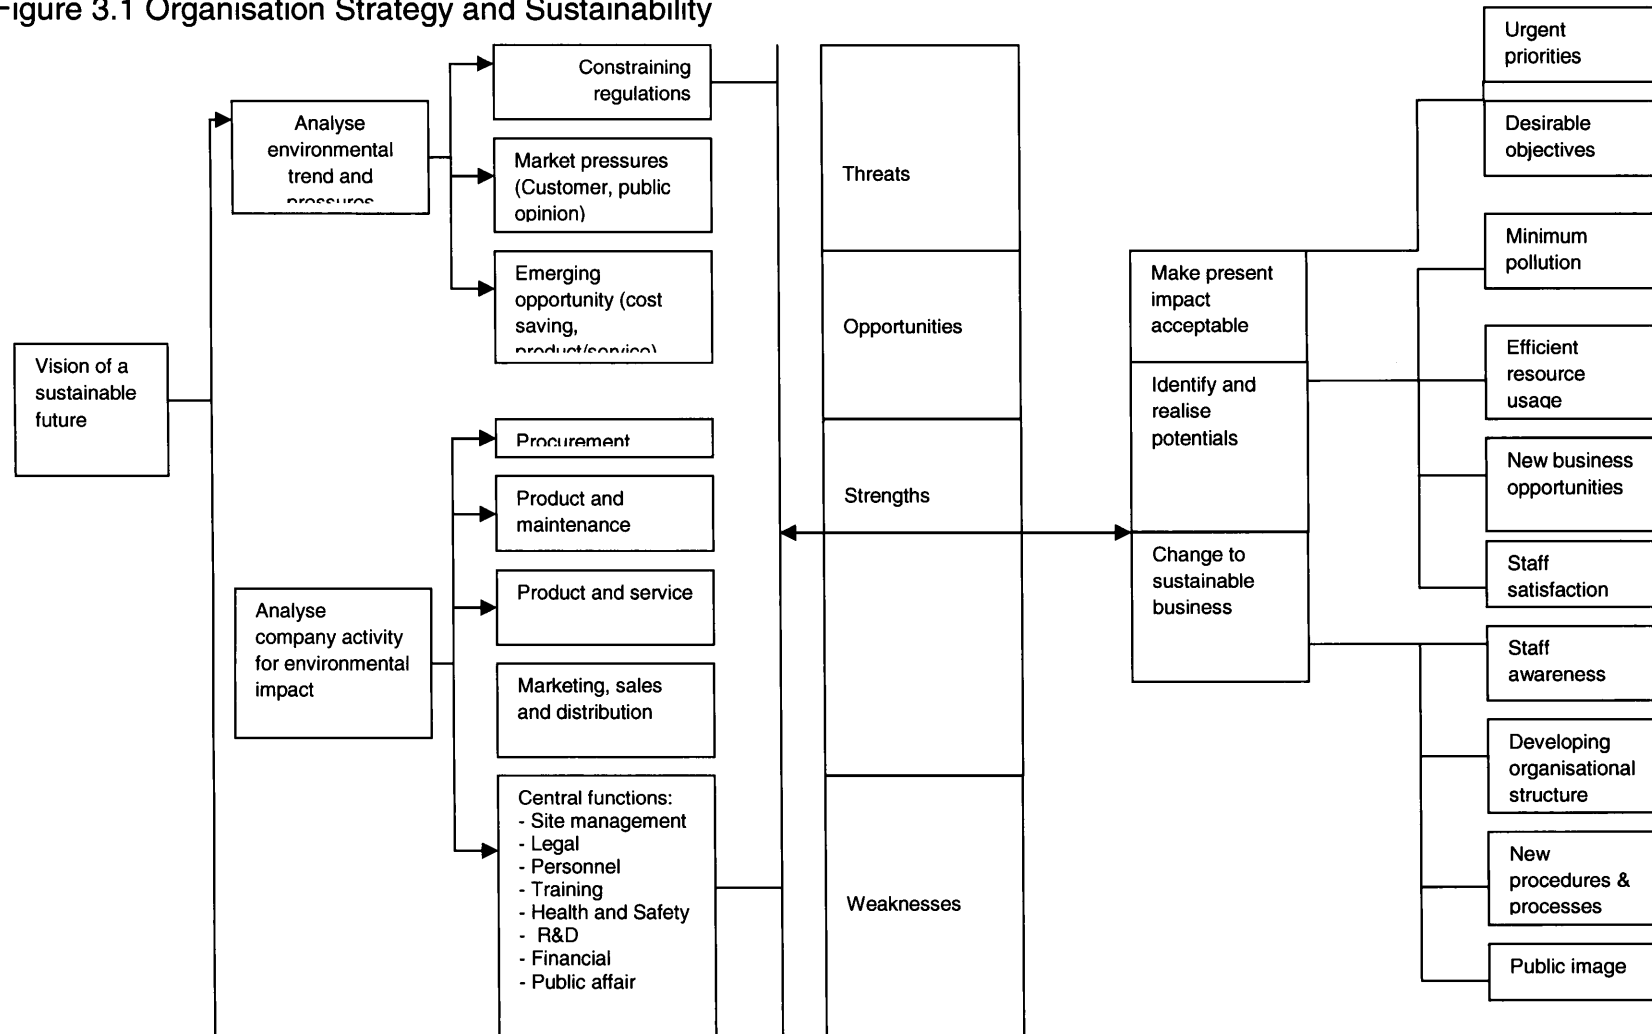 Figure 3.1 Organisation Strategy and Sustainability
Vision of a
sustainable
future
Analyse
environmental
trend and
pressures
Analyse
company activity
for environmental
impact
Constraining
regulations
Market pressures
(Customer, public
opinion)
Emerging
opportunity (cost
saving,
product/service)
Procurement
Product and
maintenance
Product and service
Marketing, sales
and distribution
Central functions:
- Site management
- Legal
- Personnel
- Training
- Health and Safety
- R&D
- Financial
- Public affair
Threats
Opportunities
Strengths
Weaknesses
Make present
impact
acceptable
Identify and
realise
potentials
Change to
sustainable
business
Urgent
priorities
Desirable
objectives
Minimum
pollution
Efficient
resource
usage
New business
opportunities
Staff
satisfaction
Staff
awareness
Developing
organisational
structure
New
procedures &
processes
Public image